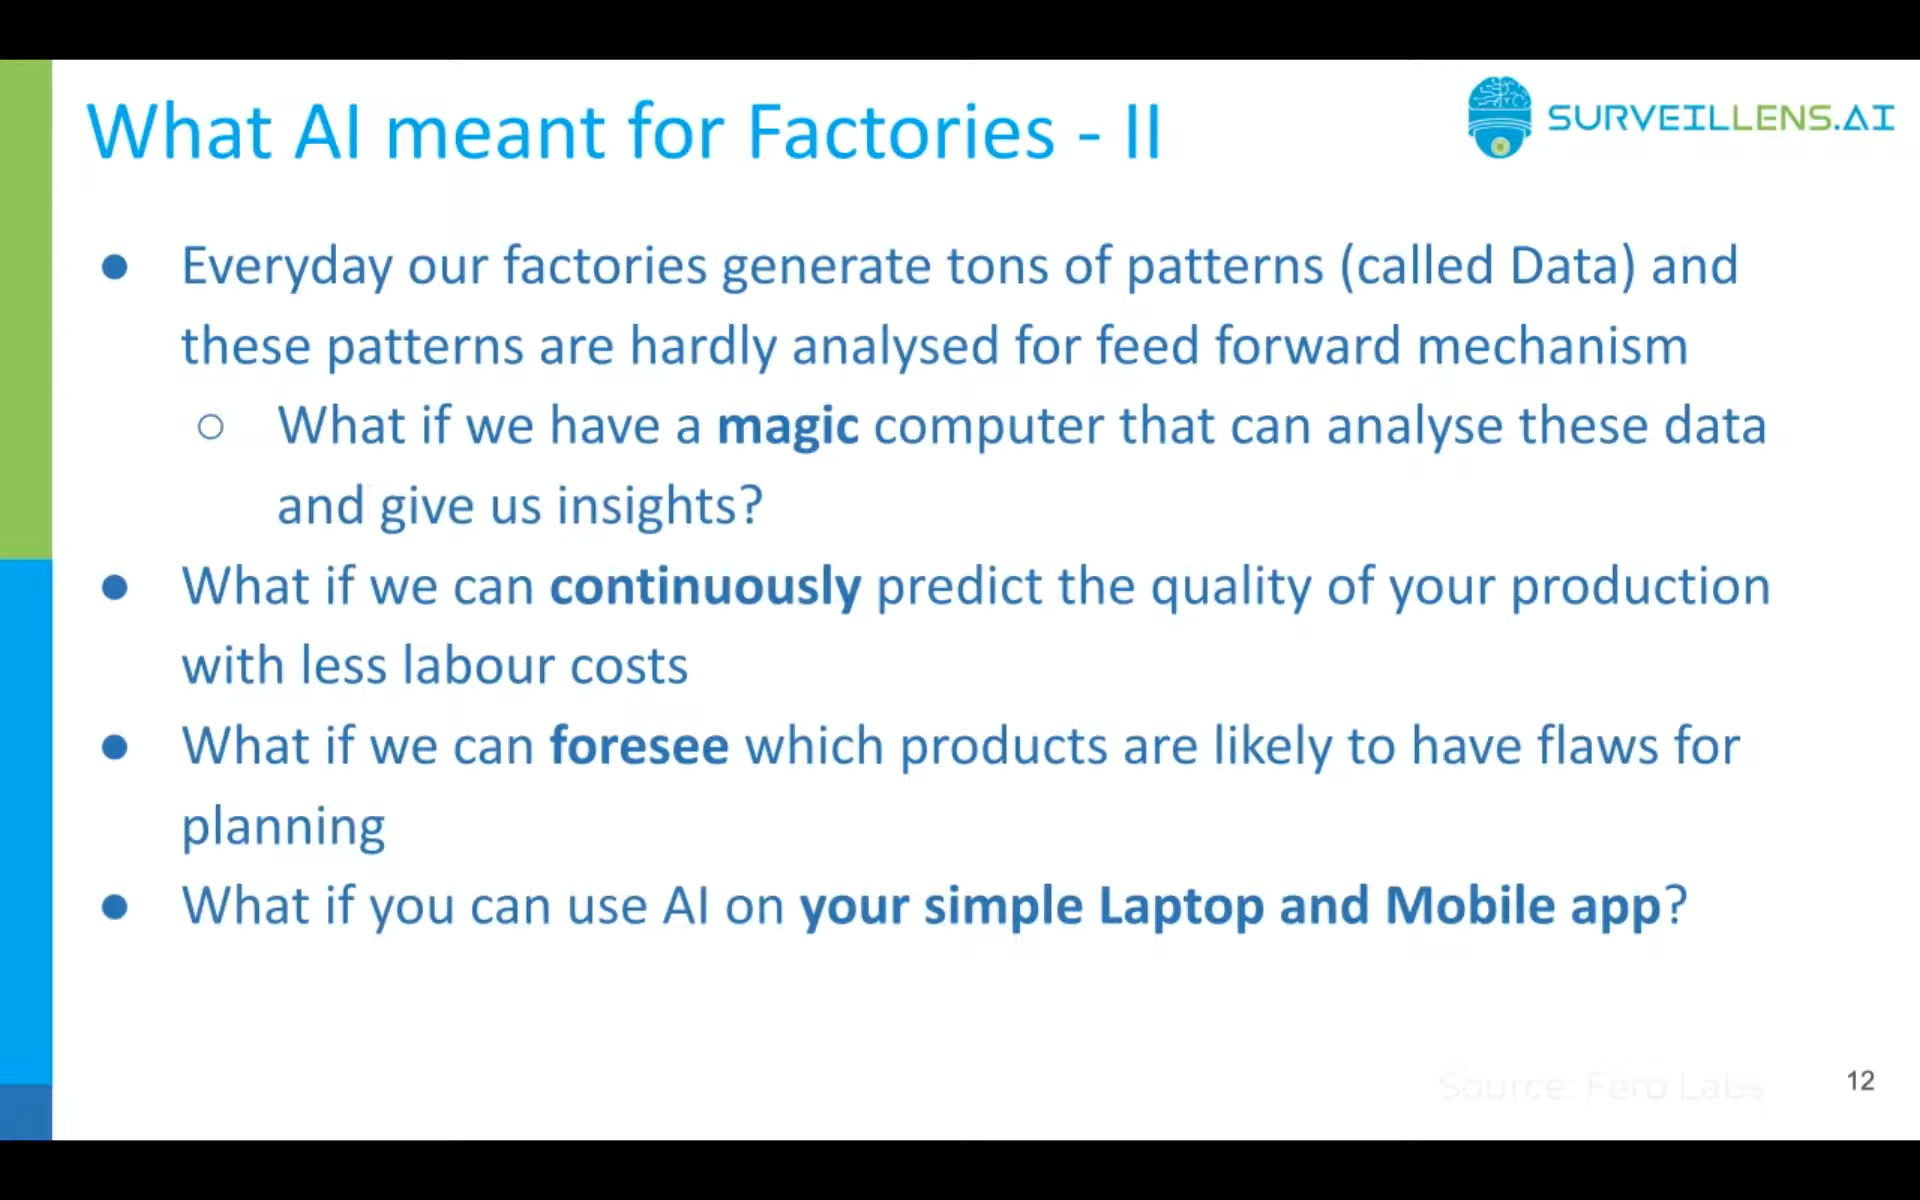 What AI meant for Factories - II
SURVEILLENS.AI
● Everyday our factories generate tons of patterns (called Data) and
these patterns are hardly analysed for feed forward mechanism
○ What if we have a magic computer that can analyse these data
and give us insights?
● What if we can continuously predict the quality of your production
with less labour costs
● What if we can foresee which products are likely to have flaws for
planning
● What if you can use AI on your simple Laptop and Mobile app?
Source: Fero Labs
12